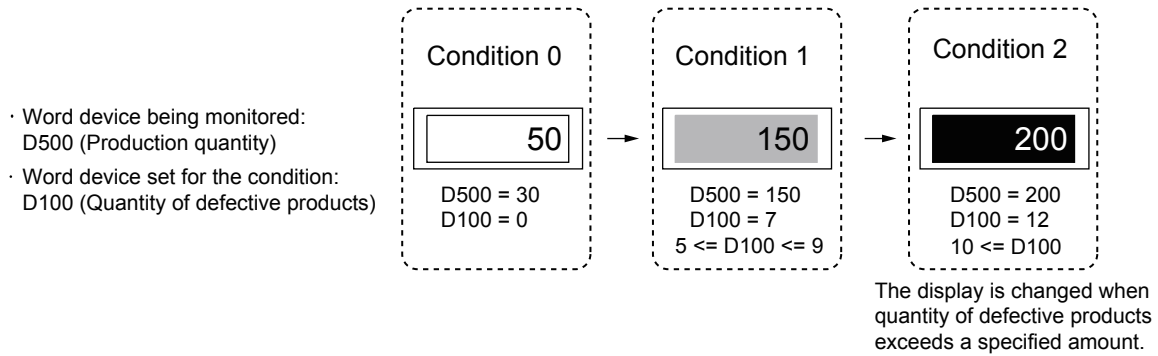 · Word device being monitored:
D500 (Production quantity)
· Word device set for the condition:
D100 (Quantity of defective products)
Condition 0
50
D500 = 30
D100 = 0
Condition 1
150
D500 = 150
D100 = 7
5 <= D100 <= 9
Condition 2
200
D500 = 200
D100 = 12
10 <= D100
The display is changed when
quantity of defective products
exceeds a specified amount.